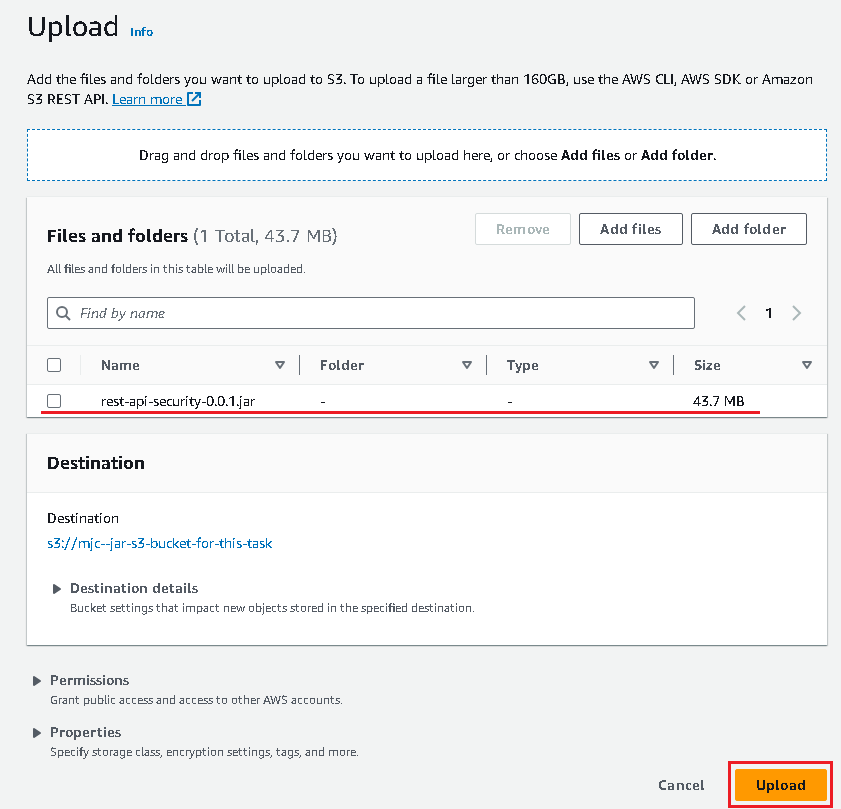 Upload Info
Add the files and folders you want to upload to S3. To upload a file larger than 160GB, use the AWS CLI, AWS SDK or Amazon
S3 REST API. Learn more
Drag and drop files and folders you want to upload here, or choose Add files or Add folder.
Files and folders (1 Total, 43.7 MB)
Remove
Add files
Add folder
All files and folders in this table will be uploaded.
Find by name
1
Name Folder Type Size
rest-api-security-0.0.1.jar - - 43.7 MB
Destination
Destination
s3://mjc--jar-s3-bucket-for-this-task
Destination details
Bucket settings that impact new objects stored in the specified destination.
Permissions
Grant public access and access to other AWS accounts.
Properties
Specify storage class, encryption settings, tags, and more.
Cancel
Upload